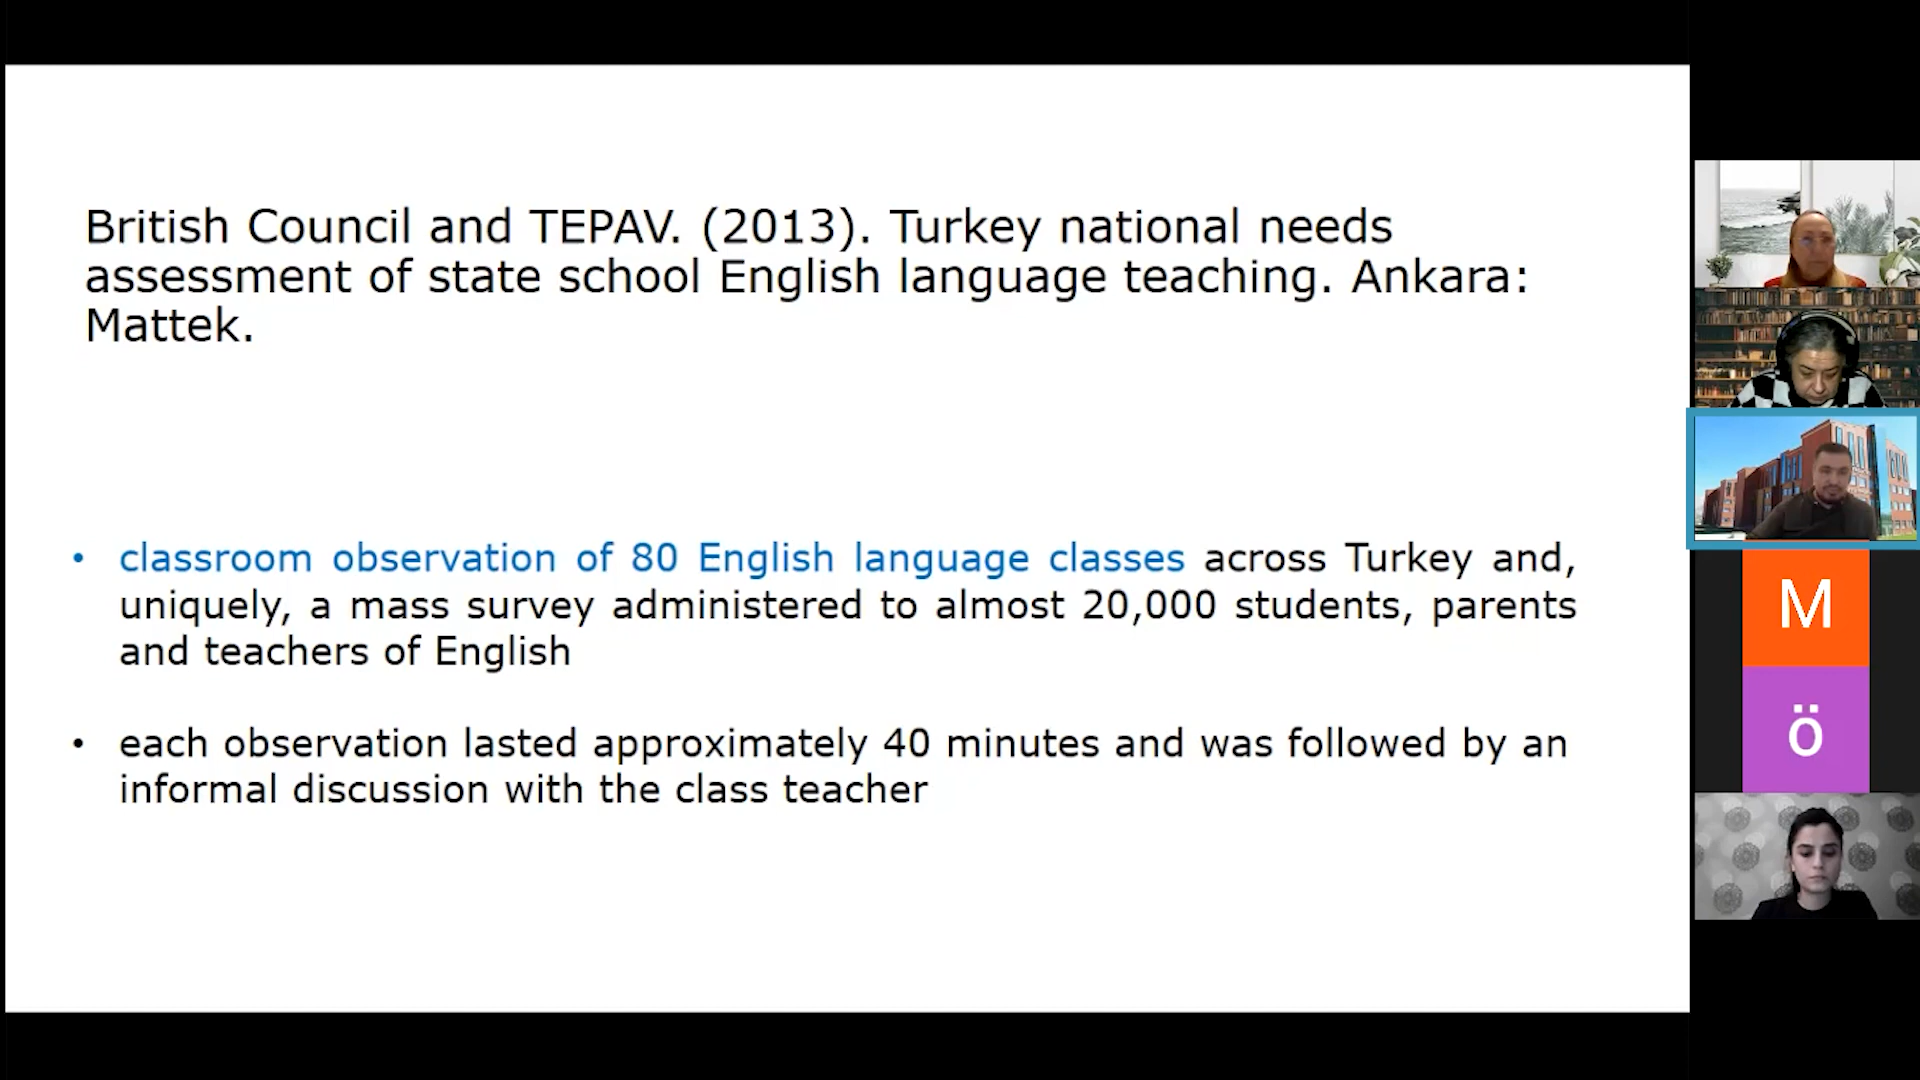 British Council and TEPAV. (2013). Turkey national needs
assessment of state school English language teaching. Ankara:
Mattek.
• classroom observation of 80 English language classes across Turkey and,
uniquely, a mass survey administered to almost 20,000 students, parents
and teachers of English
• each observation lasted approximately 40 minutes and was followed by an
informal discussion with the class teacher
M
ö